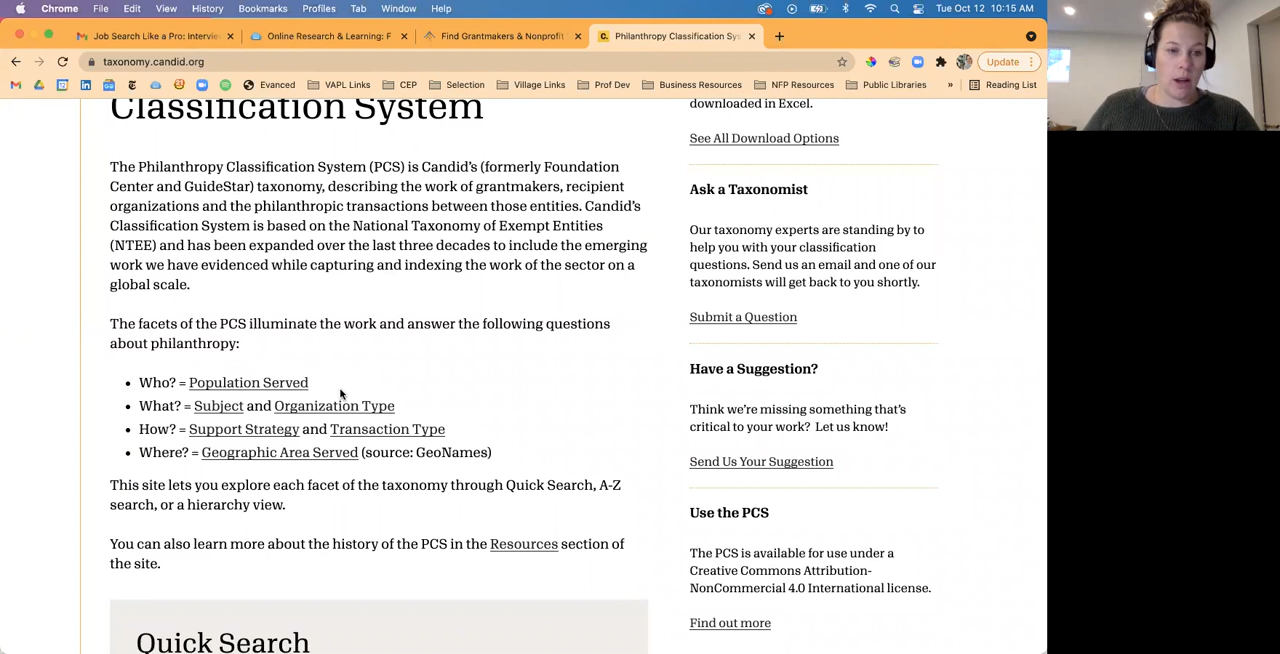 Chrome File Edit View History Bookmarks Profiles Tab Window Help Tue Oct 12 10:15 AM
Job Search Like a Pro: Intervie Online Research & Learning: F Find Grantmakers & Nonprofit Philanthropy Classification Sys
taxonomy.candid.org Update
Evanced VAPL Links CEP Selection Village Links Prof Dev Business Resources NFP Resources Public Libraries » Reading List
Classification System
The Philanthropy Classification System (PCS) is Candid's (formerly Foundation
Center and GuideStar) taxonomy, describing the work of grantmakers, recipient
organizations and the philanthropic transactions between those entities. Candid's
Classification System is based on the National Taxonomy of Exempt Entities
(NTEE) and has been expanded over the last three decades to include the emerging
work we have evidenced while capturing and indexing the work of the sector on a
global scale.
The facets of the PCS illuminate the work and answer the following questions
about philanthropy:
• Who? = Population Served
• What? = Subject and Organization Type
• How? = Support Strategy and Transaction Type
• Where? = Geographic Area Served (source: GeoNames)
This site lets you explore each facet of the taxonomy through Quick Search, A-Z
search, or a hierarchy view.
You can also learn more about the history of the PCS in the Resources section of
the site.
Quick Search
downloaded in Excel.
See All Download Options
Ask a Taxonomist
Our taxonomy experts are standing by to
help you with your classification
questions. Send us an email and one of our
taxonomists will get back to you shortly.
Submit a Question
Have a Suggestion?
Think we're missing something that's
critical to your work? Let us know!
Send Us Your Suggestion
Use the PCS
The PCS is available for use under a
Creative Commons Attribution-
NonCommercial 4.0 International license.
Find out more